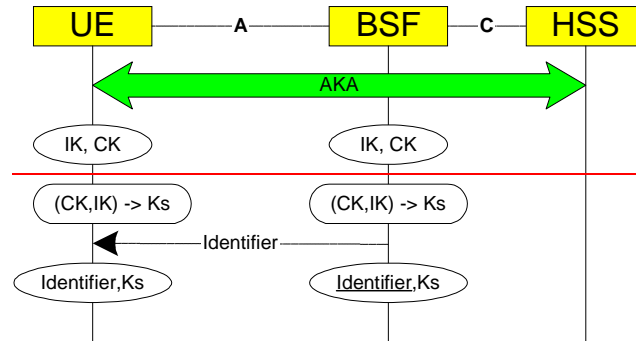 UE A BSF C HSS
AKA
IK, CK IK, CK
(CK,IK) -> Ks (CK,IK) -> Ks
Identifier
Identifier,Ks Identifier,Ks